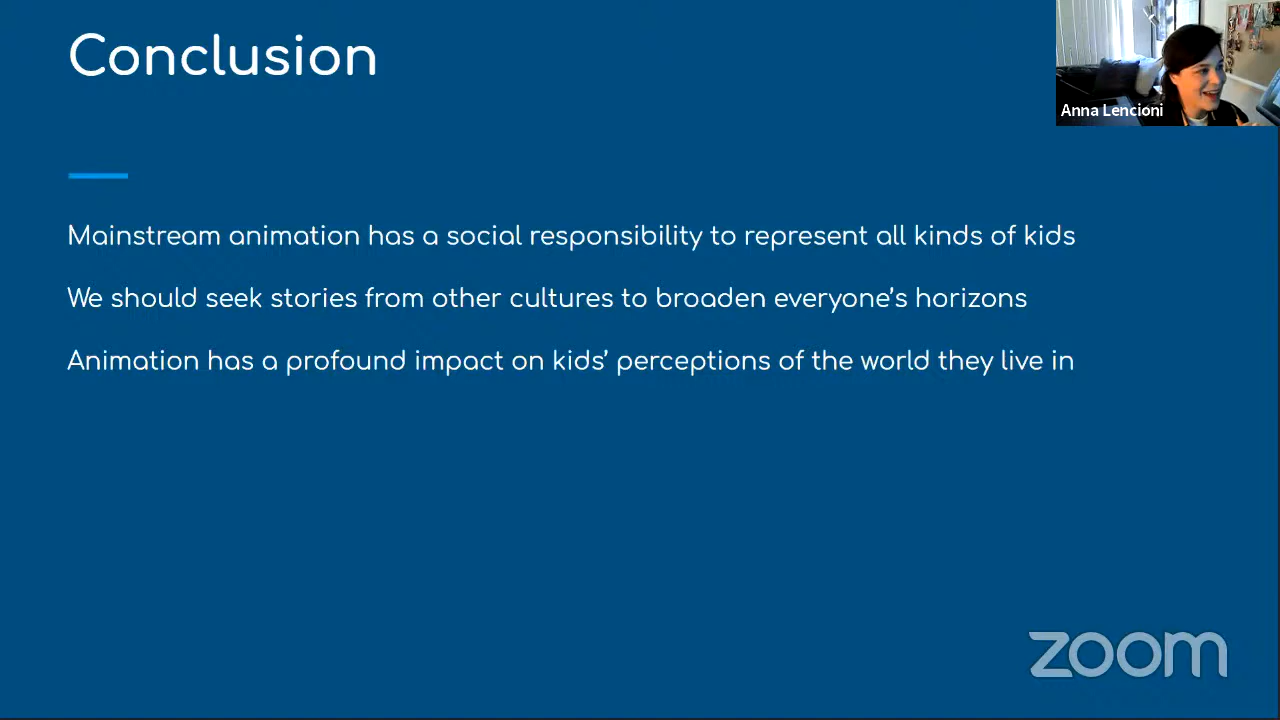 Conclusion
Anna Lencioni
Mainstream animation has a social responsibility to represent all kinds of kids
We should seek stories from other cultures to broaden everyone’s horizons
Animation has a profound impact on kids’ perceptions of the world they live in
zoom